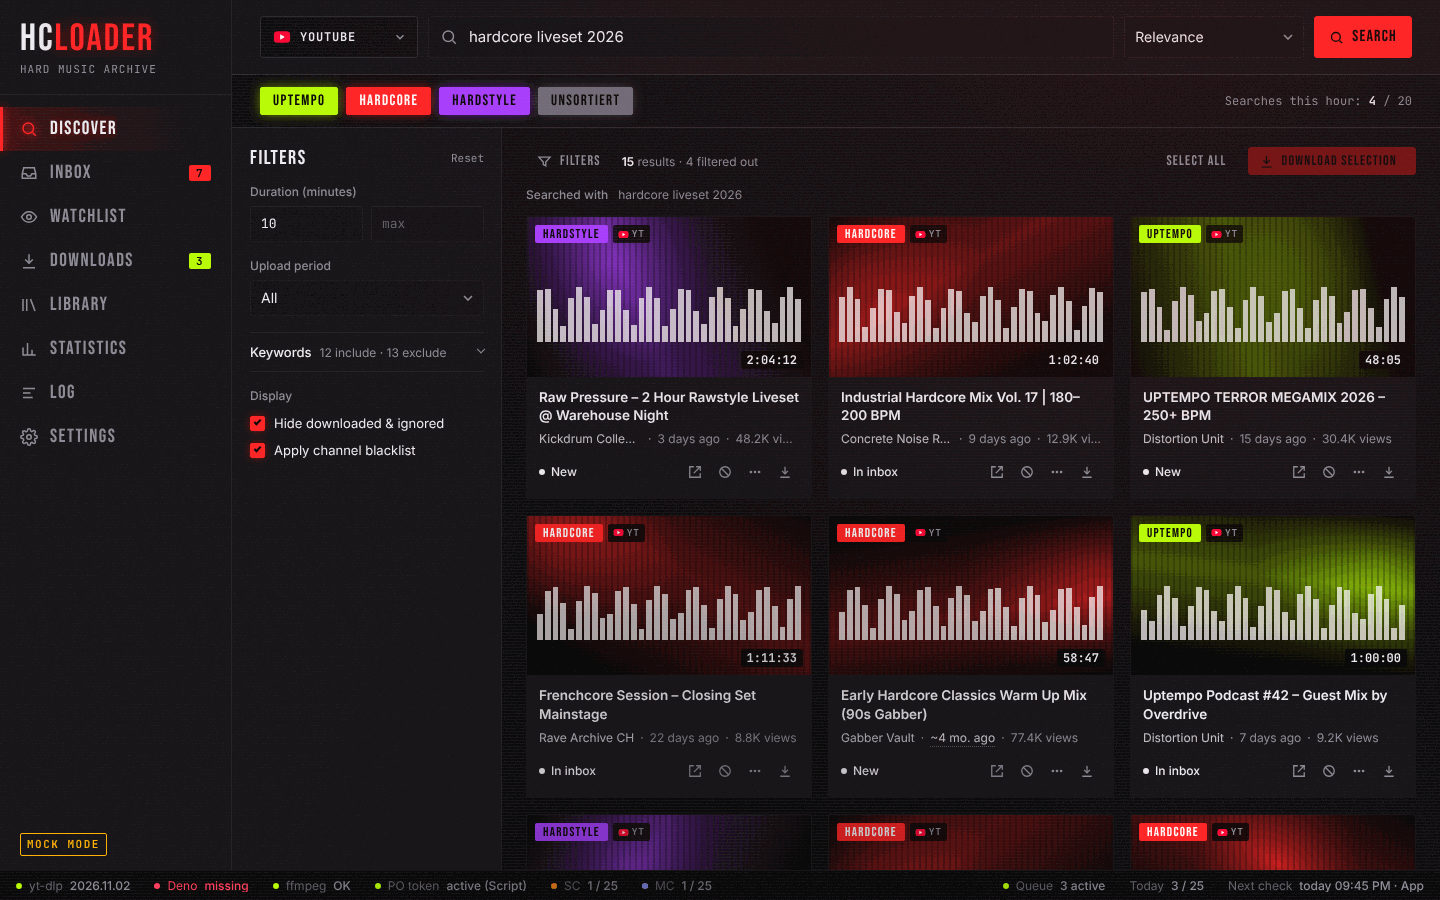 HCLOADER
HARD MUSIC ARCHIVE
DISCOVER
INBOX 7
WATCHLIST
DOWNLOADS 3
LIBRARY
STATISTICS
LOG
SETTINGS
MOCK MODE
YOUTUBE
hardcore liveset 2026
Relevance
SEARCH
UPTEMPO HARDCORE HARDSTYLE UNSORTIERT
Searches this hour: 4 / 20
FILTERS Reset
Duration (minutes)
10 max
Upload period
All
Keywords 12 include · 13 exclude
Display
Hide downloaded & ignored
Apply channel blacklist
FILTERS 15 results · 4 filtered out
SELECT ALL DOWNLOAD SELECTION
Searched with hardcore liveset 2026
HARDSTYLE YT
2:04:12
Raw Pressure – 2 Hour Rawstyle Liveset
@ Warehouse Night
Kickdrum Colle... · 3 days ago · 48.2K vi...
New
HARDCORE YT
1:02:40
Industrial Hardcore Mix Vol. 17 | 180–
200 BPM
Concrete Noise R... · 9 days ago · 12.9K vi...
In inbox
UPTEMPO YT
48:05
UPTEMPO TERROR MEGAMIX 2026 –
250+ BPM
Distortion Unit · 15 days ago · 30.4K views
New
HARDCORE YT
1:11:33
Frenchcore Session – Closing Set
Mainstage
Rave Archive CH · 22 days ago · 8.8K views
In inbox
HARDCORE YT
58:47
Early Hardcore Classics Warm Up Mix
(90s Gabber)
Gabber Vault · ~4 mo. ago · 77.4K views
New
UPTEMPO YT
1:00:00
Uptempo Podcast #42 – Guest Mix by
Overdrive
Distortion Unit · 7 days ago · 9.2K views
In inbox
HARDSTYLE YT
HARDCORE YT
HARDCORE YT
yt-dlp 2026.11.02 Deno missing ffmpeg OK PO token active (Script) SC 1 / 25 MC 1 / 25 Queue 3 active Today 3 / 25 Next check today 09:45 PM · App